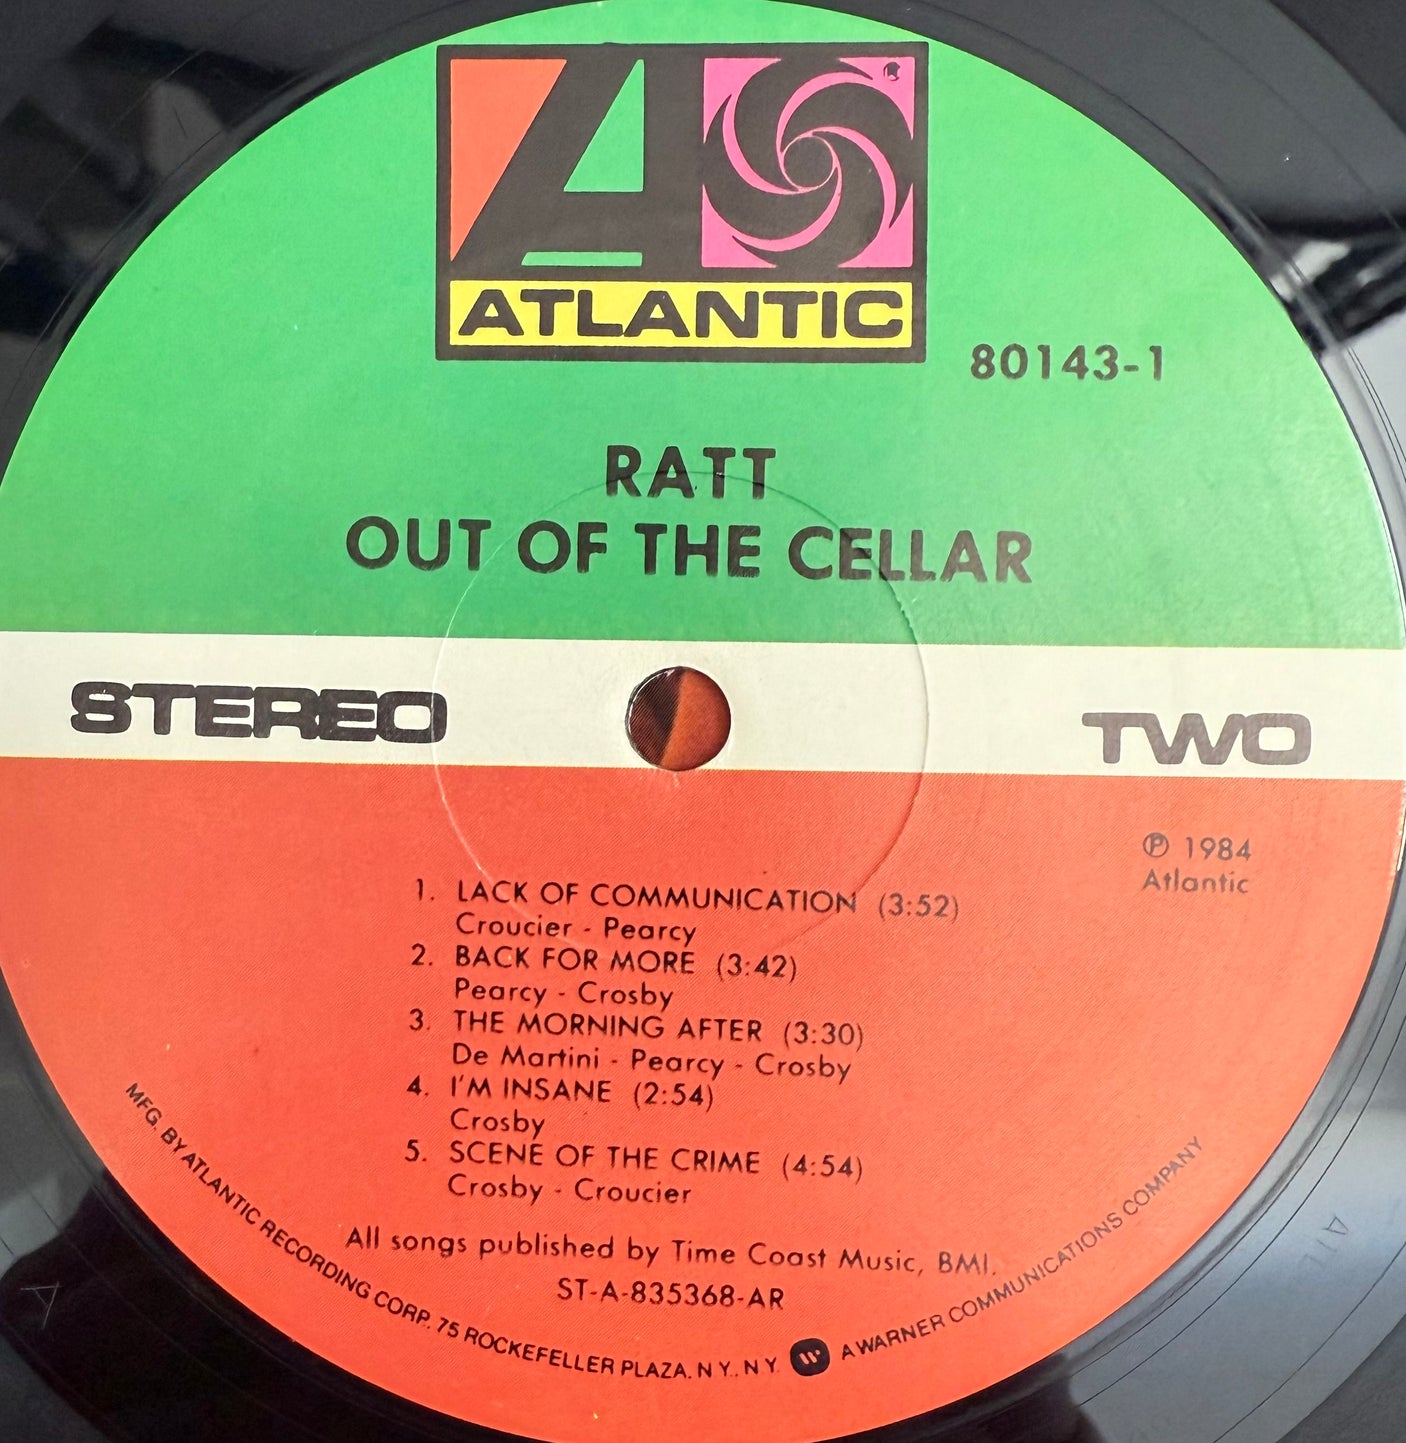 ATLANTIC
80143-1
RATT
OUT OF THE CELLAR
STEREO
TWO
℗ 1984
Atlantic
1. LACK OF COMMUNICATION (3:52)
Croucier - Pearcy
2. BACK FOR MORE (3:42)
Pearcy - Crosby
3. THE MORNING AFTER (3:30)
De Martini - Pearcy - Crosby
4. I'M INSANE (2:54)
Crosby
5. SCENE OF THE CRIME (4:54)
Crosby - Croucier
All songs published by Time Coast Music, BMI.
ST-A-835368-AR
MFG. BY ATLANTIC RECORDING CORP. 75 ROCKEFELLER PLAZA. N.Y., N.Y. A WARNER COMMUNICATIONS COMPANY